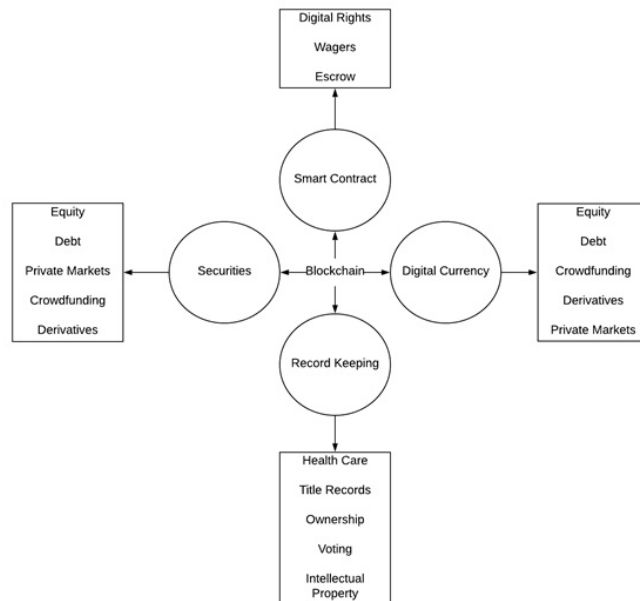 Digital Rights
Wagers
Escrow
Smart Contract
Equity
Debt
Private Markets
Crowdfunding
Derivatives
Securities
Blockchain
Digital Currency
Equity
Debt
Crowdfunding
Derivatives
Private Markets
Record Keeping
Health Care
Title Records
Ownership
Voting
Intellectual
Property